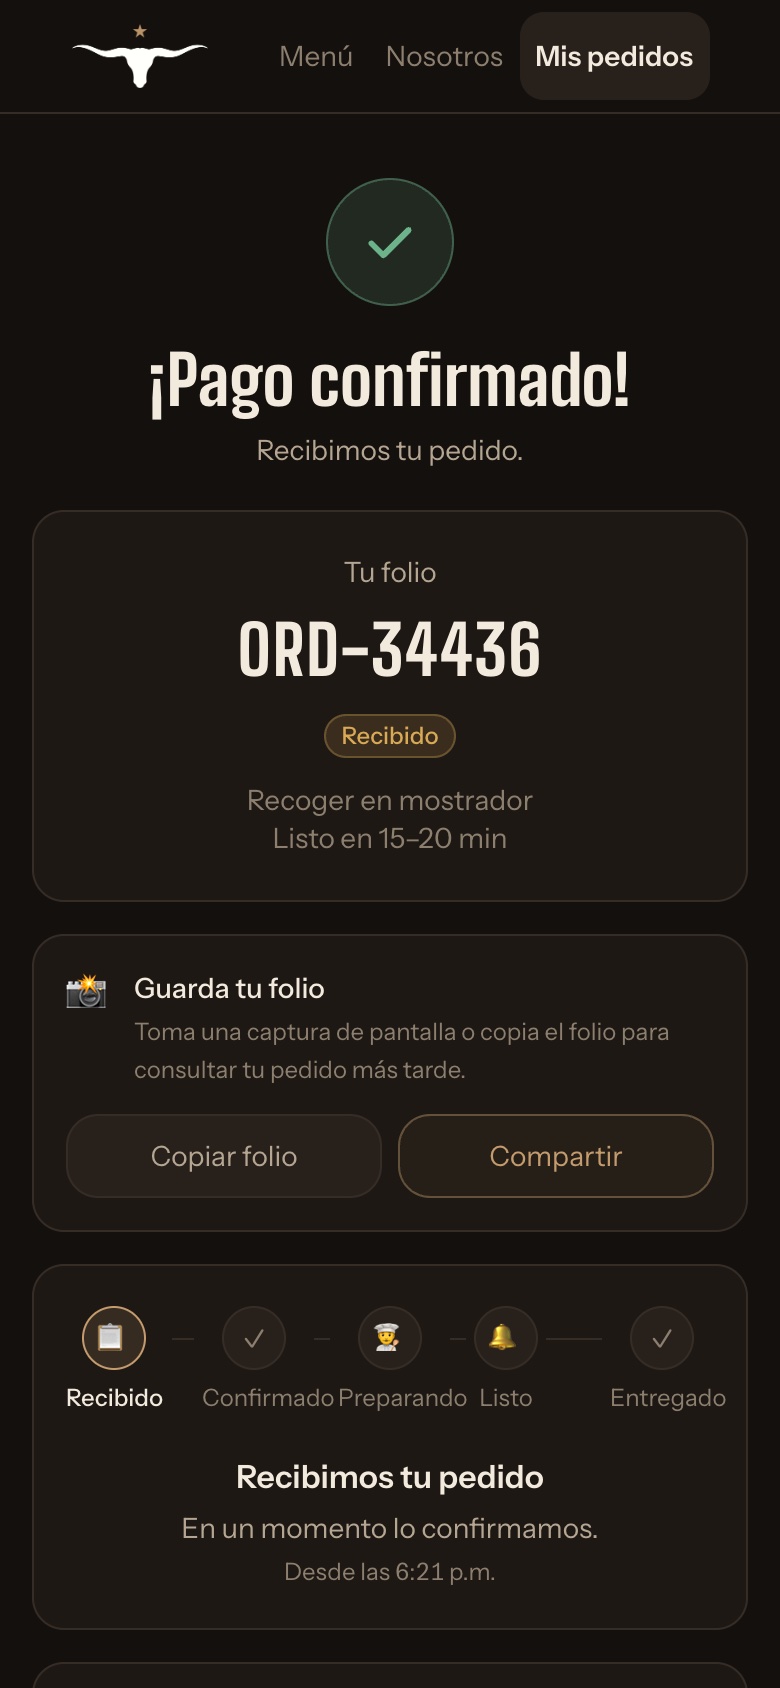 Menú Nosotros Mis pedidos
¡Pago confirmado!
Recibimos tu pedido.
Tu folio
ORD-34436
Recibido
Recoger en mostrador
Listo en 15–20 min
Guarda tu folio
Toma una captura de pantalla o copia el folio para
consultar tu pedido más tarde.
Copiar folio Compartir
Recibido Confirmado Preparando Listo Entregado
Recibimos tu pedido
En un momento lo confirmamos.
Desde las 6:21 p.m.